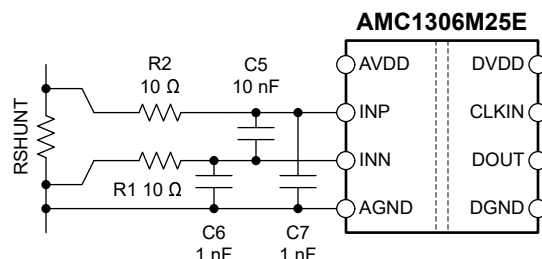 AMC1306M25E
R2
10 Ω
C5
10 nF
AVDD
DVDD
INP
CLKIN
RSHUNT
INN
DOUT
R1 10 Ω
AGND
DGND
C6
1 nF
C7
1 nF